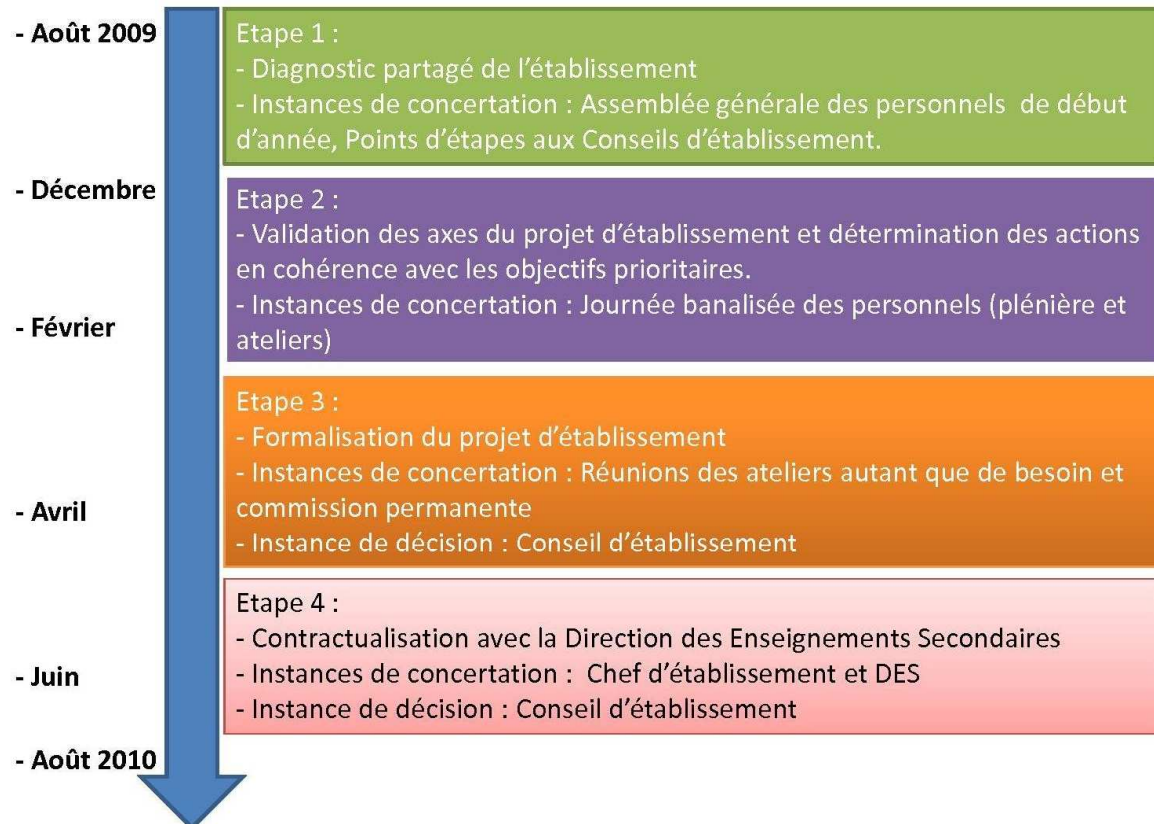 - Août 2009
Etape 1 :
- Diagnostic partagé de l'établissement
- Instances de concertation : Assemblée générale des personnels de début
d'année, Points d'étapes aux Conseils d'établissement.
- Décembre
Etape 2 :
- Validation des axes du projet d'établissement et détermination des actions
en cohérence avec les objectifs prioritaires.
- Instances de concertation : Journée banalisée des personnels (plénière et
ateliers)
- Février
Etape 3 :
- Formalisation du projet d'établissement
- Instances de concertation : Réunions des ateliers autant que de besoin et
commission permanente
- Instance de décision : Conseil d'établissement
- Avril
Etape 4 :
- Contractualisation avec la Direction des Enseignements Secondaires
- Instances de concertation : Chef d'établissement et DES
- Instance de décision : Conseil d'établissement
- Juin
- Août 2010